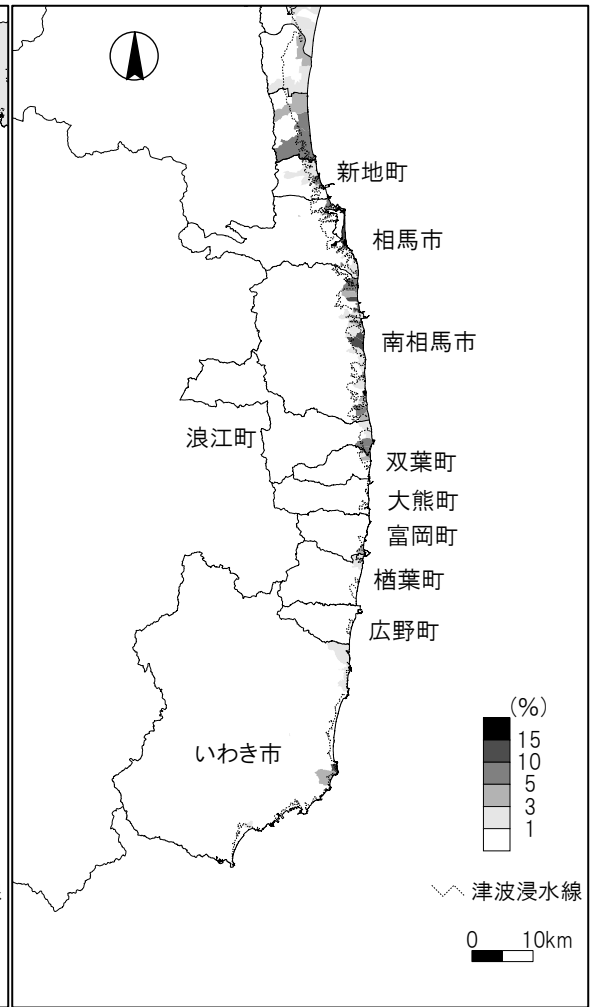 新地町
相馬市
南相馬市
浪江町
双葉町
大熊町
富岡町
楢葉町
広野町
いわき市
(%)
15
10
5
3
1
津波浸水線
0 10km